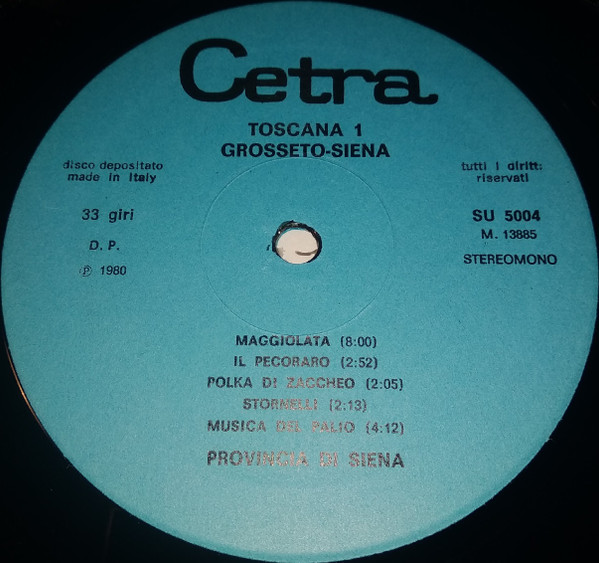 Cetra
TOSCANA 1
GROSSETO-SIENA
disco depositato
made in Italy
tutti i diritti
riservati
33 giri
SU 5004
M. 13885
D. P.
STEREOMONO
℗ 1980
MAGGIOLATA (8:00)
IL PECORARO (2:52)
POLKA DI ZACCHEO (2:05)
STORNELLI (2:13)
MUSICA DEL PALIO (4:12)
PROVINCIA DI SIENA